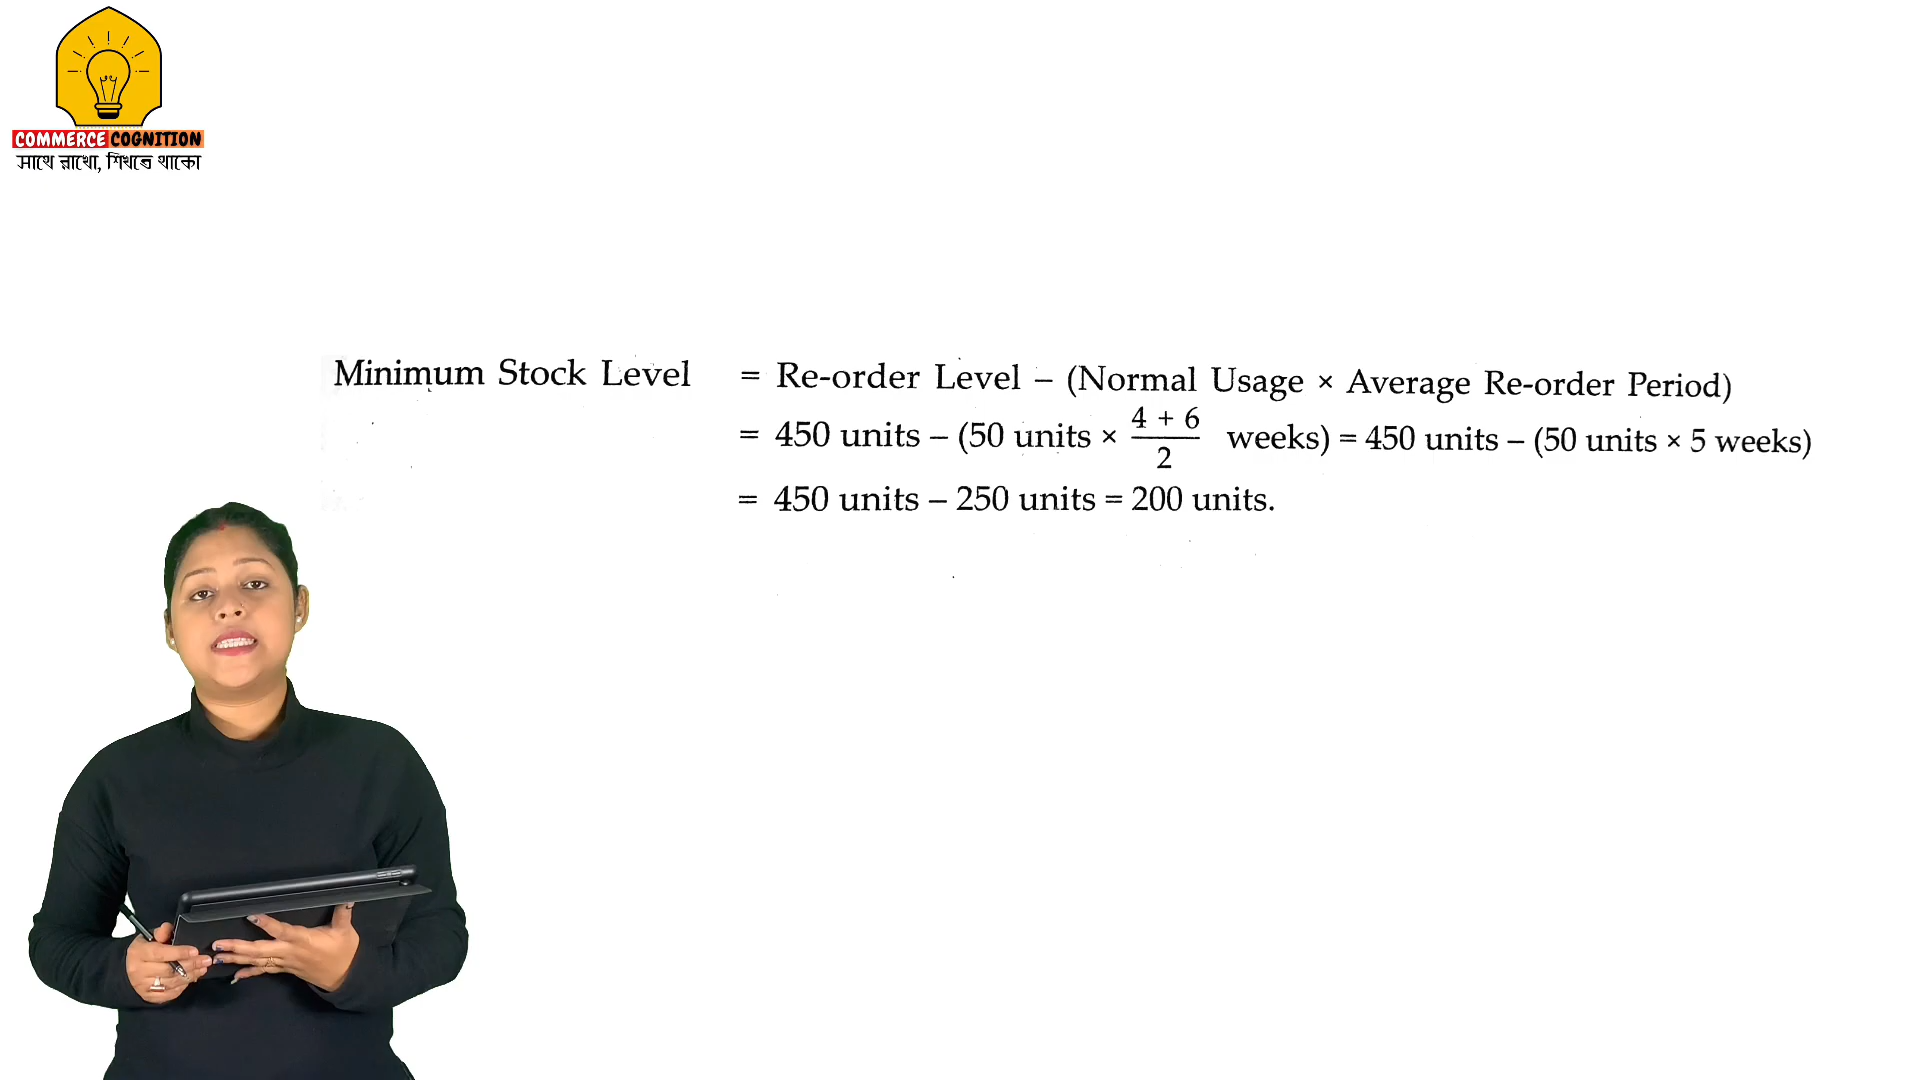 COMMERCE COGNITION
সাথে রাখো, শিখতে থাকো
Minimum Stock Level = Re-order Level – (Normal Usage × Average Re-order Period)
= 450 units – (50 units × (4 + 6)/2 weeks) = 450 units – (50 units × 5 weeks)
= 450 units – 250 units = 200 units.